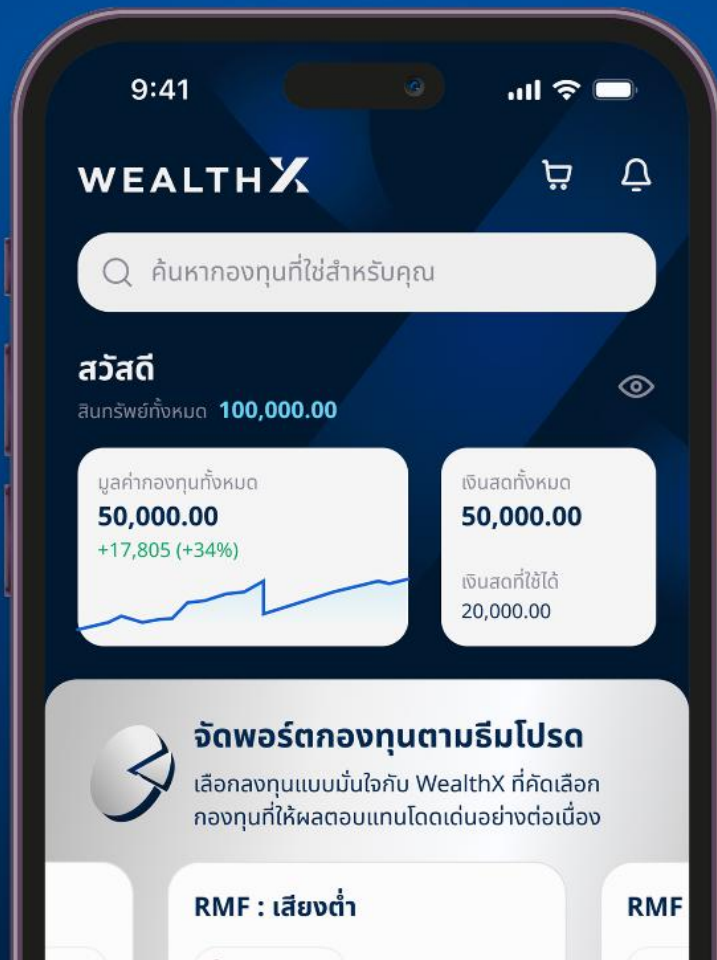 9:41
WEALTHX
ค้นหากองทุนที่ใช่สำหรับคุณ
สวัสดี
สินทรัพย์ทั้งหมด 100,000.00
มูลค่ากองทุนทั้งหมด
50,000.00
+17,805 (+34%)
เงินสดทั้งหมด
50,000.00
เงินสดที่ใช้ได้
20,000.00
จัดพอร์ตกองทุนตามธีมโปรด
เลือกลงทุนแบบมั่นใจกับ WealthX ที่คัดเลือก
กองทุนที่ให้ผลตอบแทนโดดเด่นอย่างต่อเนื่อง
RMF : เสียงต่ำ
RMF